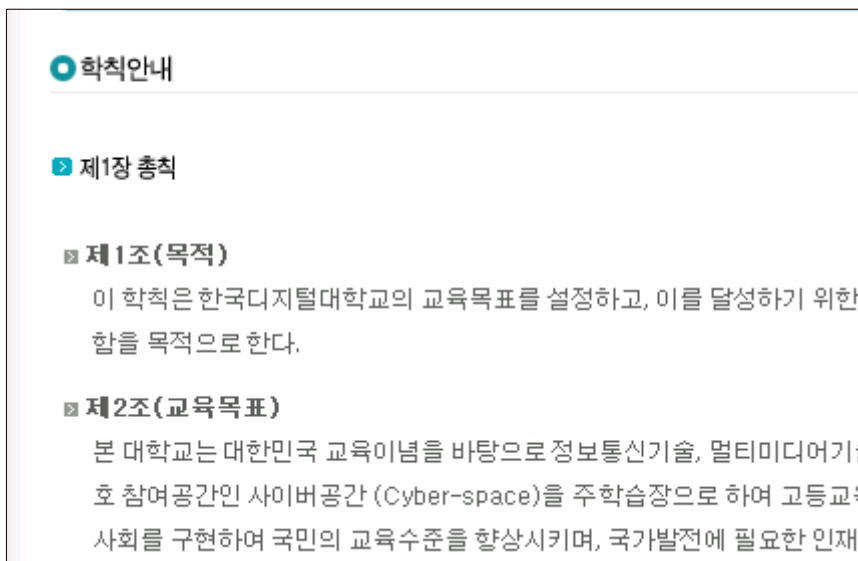 학칙안내
제1장 총칙
제1조(목적)
이 학칙은 한국디지털대학교의 교육목표를 설정하고, 이를 달성하기 위한
함을 목적으로 한다.
제2조(교육목표)
본 대학교는 대한민국 교육이념을 바탕으로 정보통신기술, 멀티미디어기
호 참여공간인 사이버공간 (Cyber-space)을 주학습장으로 하여 고등교
사회를 구현하여 국민의 교육수준을 향상시키며, 국가발전에 필요한 인재